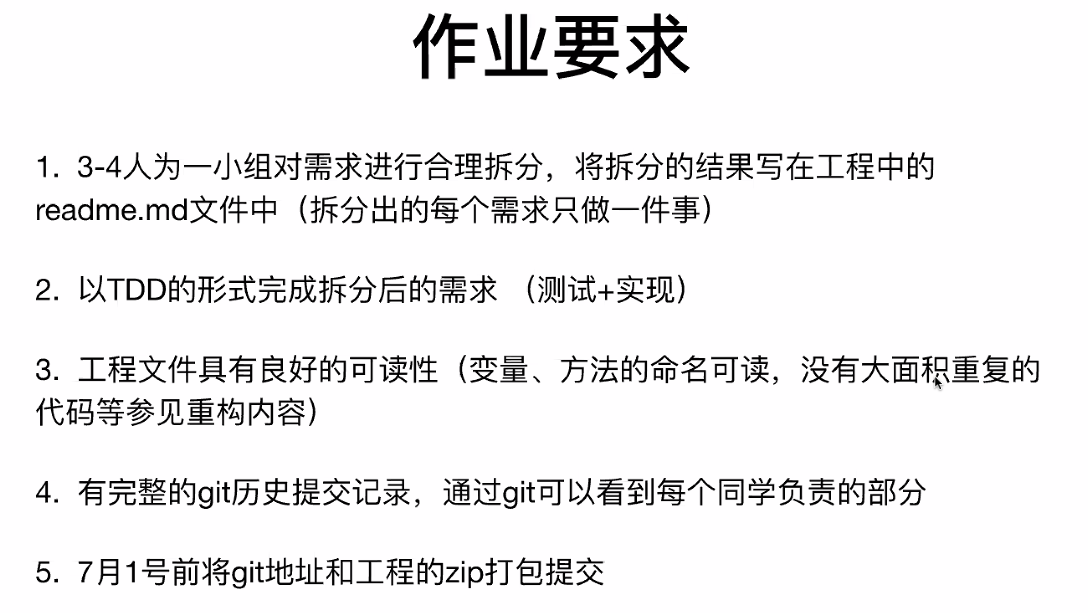 作业要求
1. 3-4人为一小组对需求进行合理拆分，将拆分的结果写在工程中的
readme.md文件中（拆分出的每个需求只做一件事）
2. 以TDD的形式完成拆分后的需求 （测试+实现）
3. 工程文件具有良好的可读性（变量、方法的命名可读，没有大面积重复的
代码等参见重构内容）
4. 有完整的git历史提交记录，通过git可以看到每个同学负责的部分
5. 7月1号前将git地址和工程的zip打包提交